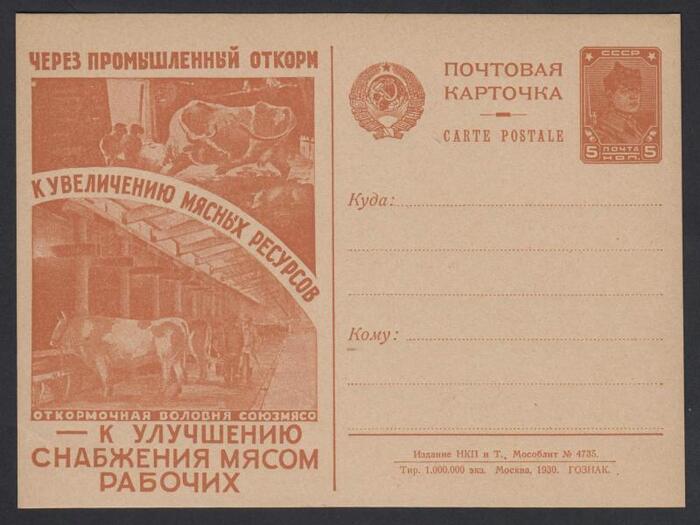 ЧЕРЕЗ ПРОМЫШЛЕННЫЙ ОТКОРМ
К УВЕЛИЧЕНИЮ МЯСНЫХ РЕСУРСОВ
ОТКОРМОЧНАЯ ВОЛОВНЯ СОЮЗМЯСО
— К УЛУЧШЕНИЮ
СНАБЖЕНИЯ МЯСОМ
РАБОЧИХ
ПОЧТОВАЯ
КАРТОЧКА
CARTE POSTALE
СССР
5 ПОЧТА 5
КОП.
Куда:
Кому:
Издание НКП и Т., Мособлит № 4735.
Тир. 1.000.000 экз. Москва, 1930. ГОЗНАК.